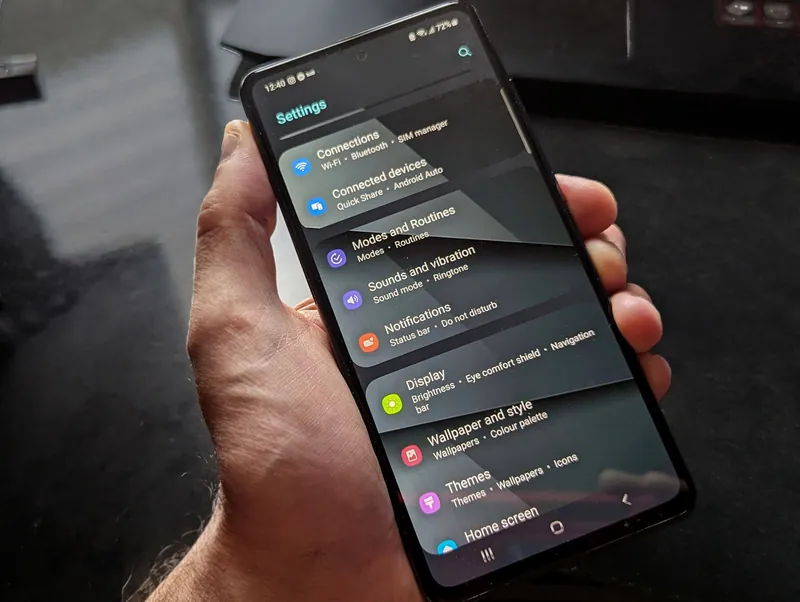 12:40
72%
Settings
Connections
Wi-Fi • Bluetooth • SIM manager
Connected devices
Quick Share • Android Auto
Modes and Routines
Modes • Routines
Sounds and vibration
Sound mode • Ringtone
Notifications
Status bar • Do not disturb
Display
Brightness • Eye comfort shield • Navigation
bar
Wallpaper and style
Wallpapers • Colour palette
Themes
Themes • Wallpapers • Icons
Home screen